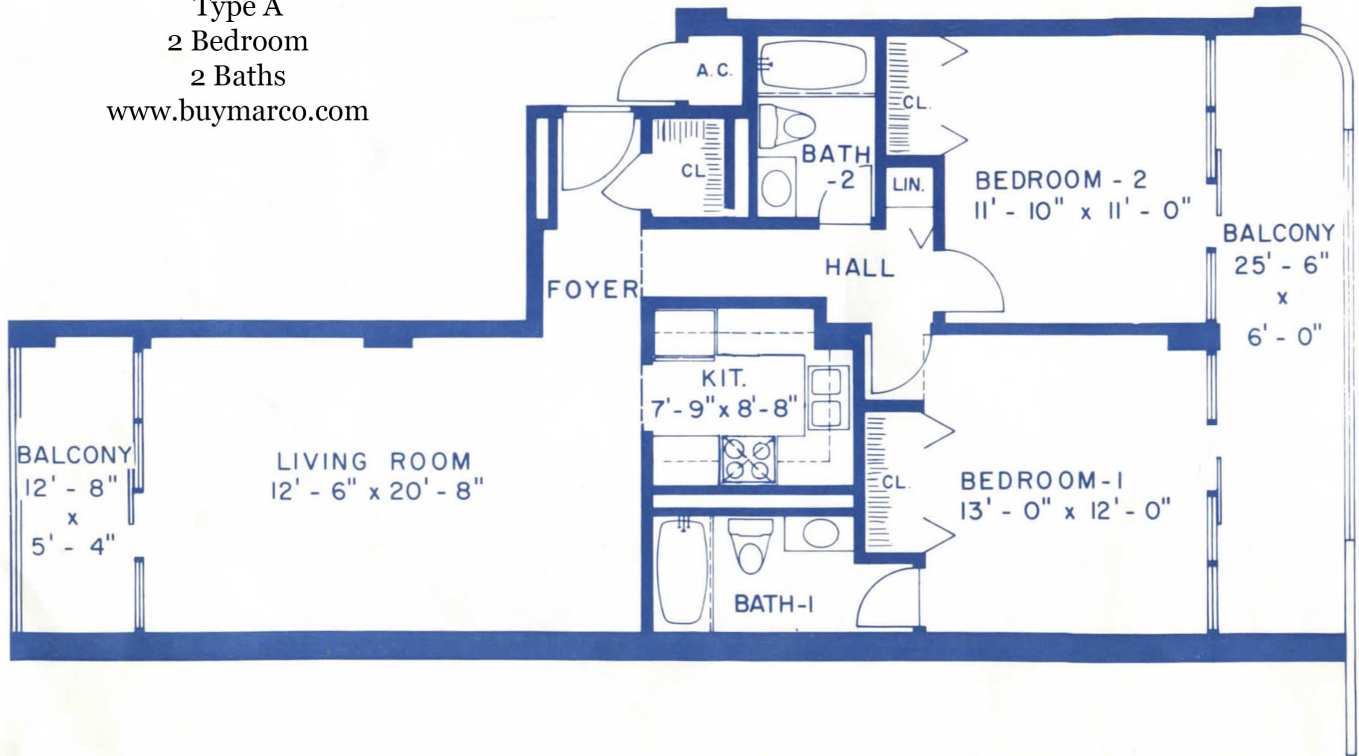 Type A
2 Bedroom
2 Baths
www.buymarco.com
A.C.
CL
BATH
-2
CL.
LIN.
BEDROOM - 2
11' - 10" x 11' - 0"
BALCONY
25' - 6"
x
6' - 0"
HALL
FOYER
KIT.
7' - 9" x 8' - 8"
BALCONY
12' - 8"
x
5' - 4"
LIVING ROOM
12' - 6" x 20' - 8"
CL.
BEDROOM-1
13' - 0" x 12' - 0"
BATH-1